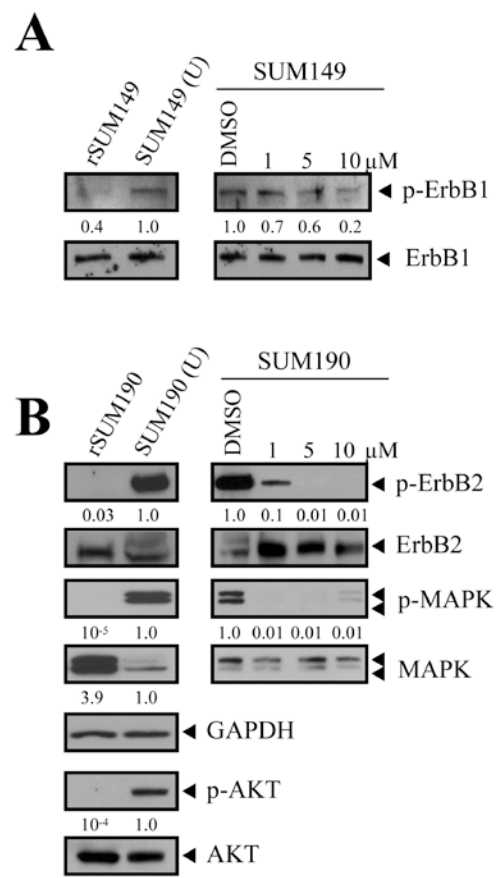 A
rSUM149
SUM149 (U)
SUM149
DMSO 1 5 10 µM
p-ErbB1
0.4 1.0 1.0 0.7 0.6 0.2
ErbB1
B
rSUM190
SUM190 (U)
SUM190
DMSO 1 5 10 µM
p-ErbB2
0.03 1.0 1.0 0.1 0.01 0.01
ErbB2
p-MAPK
10⁻⁵ 1.0 1.0 0.01 0.01 0.01
MAPK
3.9 1.0
GAPDH
p-AKT
10⁻⁴ 1.0
AKT